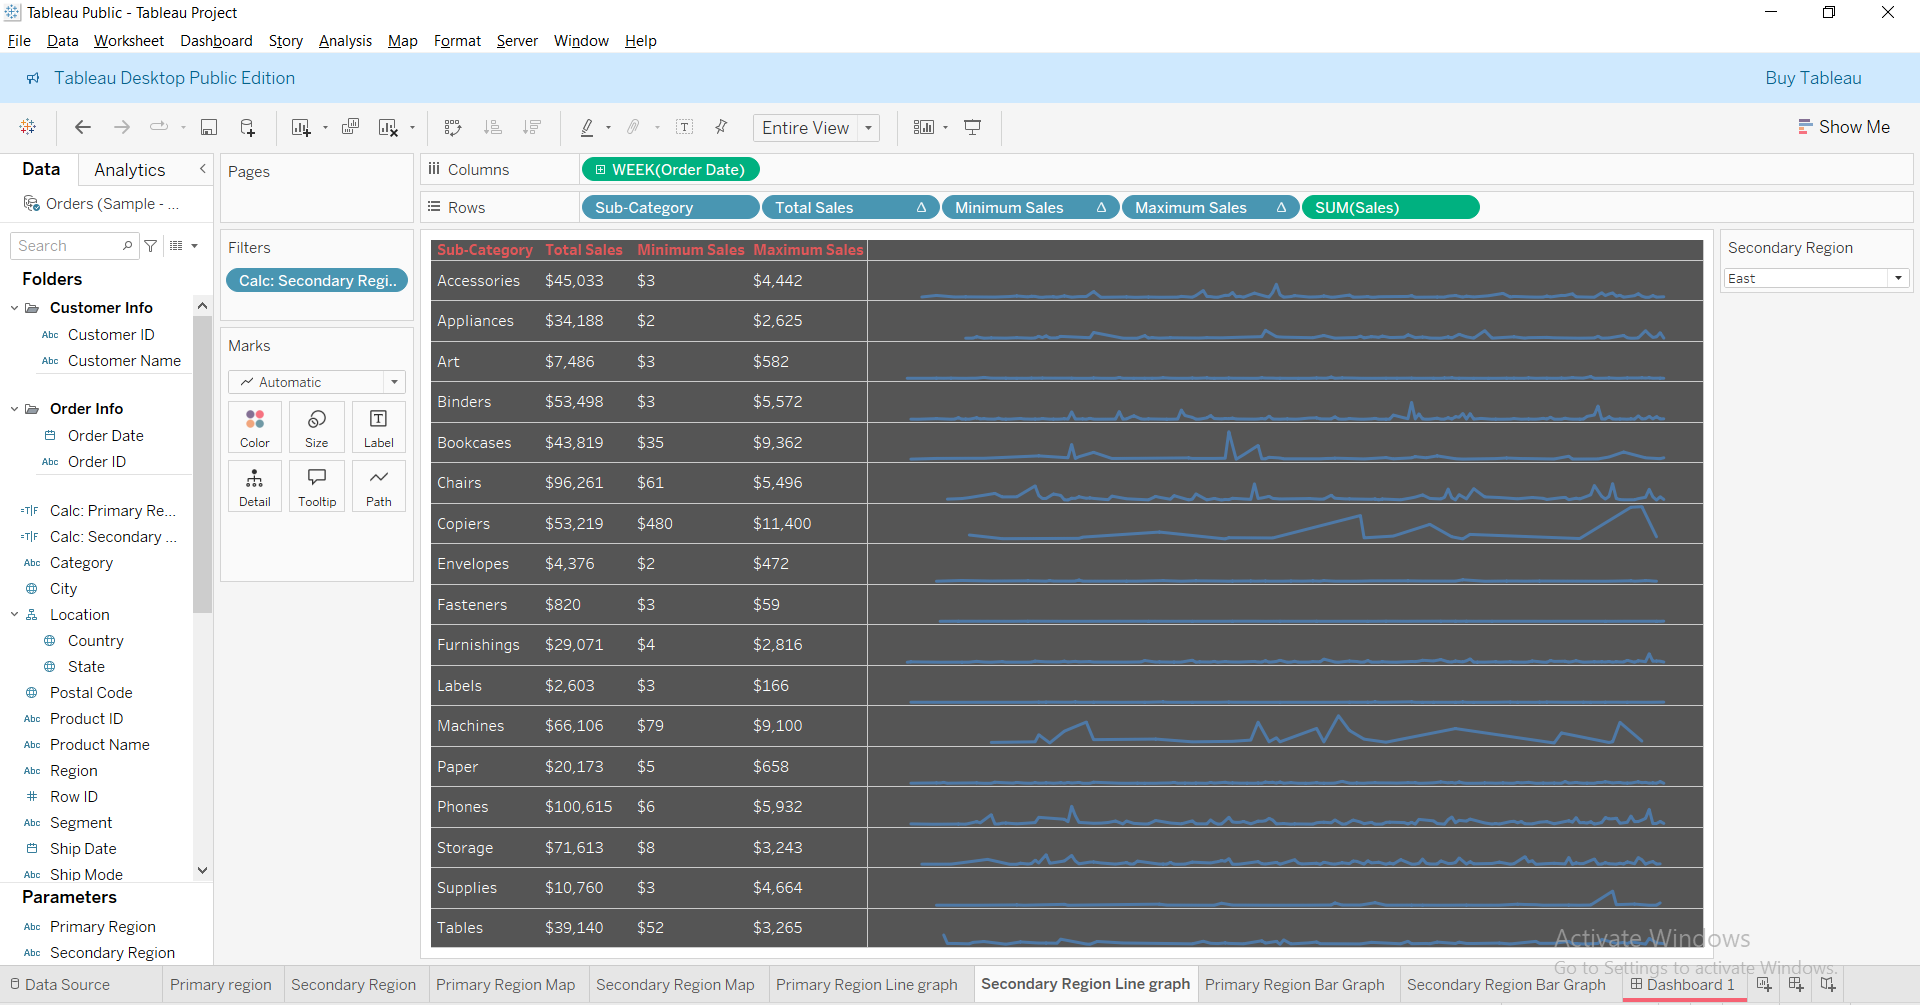 Tableau Public - Tableau Project
File Data Worksheet Dashboard Story Analysis Map Format Server Window Help
Tableau Desktop Public Edition
Buy Tableau
Entire View
Show Me
Data
Analytics
Orders (Sample - ...
Search
Folders
Customer Info
Abc Customer ID
Abc Customer Name
Order Info
Order Date
Abc Order ID
=T|F Calc: Primary Re...
=T|F Calc: Secondary ...
Abc Category
City
Location
Country
State
Postal Code
Abc Product ID
Abc Product Name
Abc Region
# Row ID
Abc Segment
Ship Date
Abc Ship Mode
Parameters
Abc Primary Region
Abc Secondary Region
Pages
Filters
Calc: Secondary Regi..
Marks
Automatic
Color Size Label
Detail Tooltip Path
Columns WEEK(Order Date)
Rows Sub-Category Total Sales Δ Minimum Sales Δ Maximum Sales Δ SUM(Sales)
Sub-Category Total Sales Minimum Sales Maximum Sales
Accessories $45,033 $3 $4,442
Appliances $34,188 $2 $2,625
Art $7,486 $3 $582
Binders $53,498 $3 $5,572
Bookcases $43,819 $35 $9,362
Chairs $96,261 $61 $5,496
Copiers $53,219 $480 $11,400
Envelopes $4,376 $2 $472
Fasteners $820 $3 $59
Furnishings $29,071 $4 $2,816
Labels $2,603 $3 $166
Machines $66,106 $79 $9,100
Paper $20,173 $5 $658
Phones $100,615 $6 $5,932
Storage $71,613 $8 $3,243
Supplies $10,760 $3 $4,664
Tables $39,140 $52 $3,265
Secondary Region
East
Activate Windows
Go to Settings to activate Windows.
Data Source Primary region Secondary Region Primary Region Map Secondary Region Map Primary Region Line graph Secondary Region Line graph Primary Region Bar Graph Secondary Region Bar Graph Dashboard 1